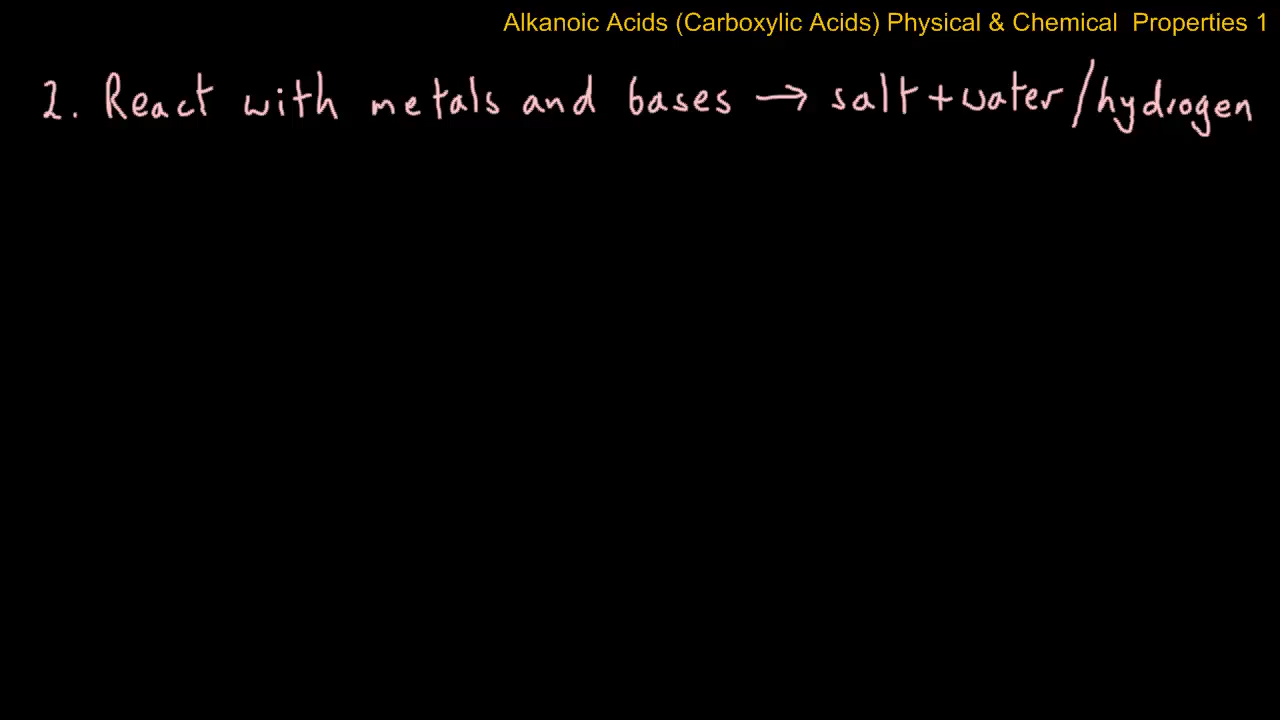 Alkanoic Acids (Carboxylic Acids) Physical & Chemical  Properties 1
2. React with metals and bases → salt + water/hydrogen